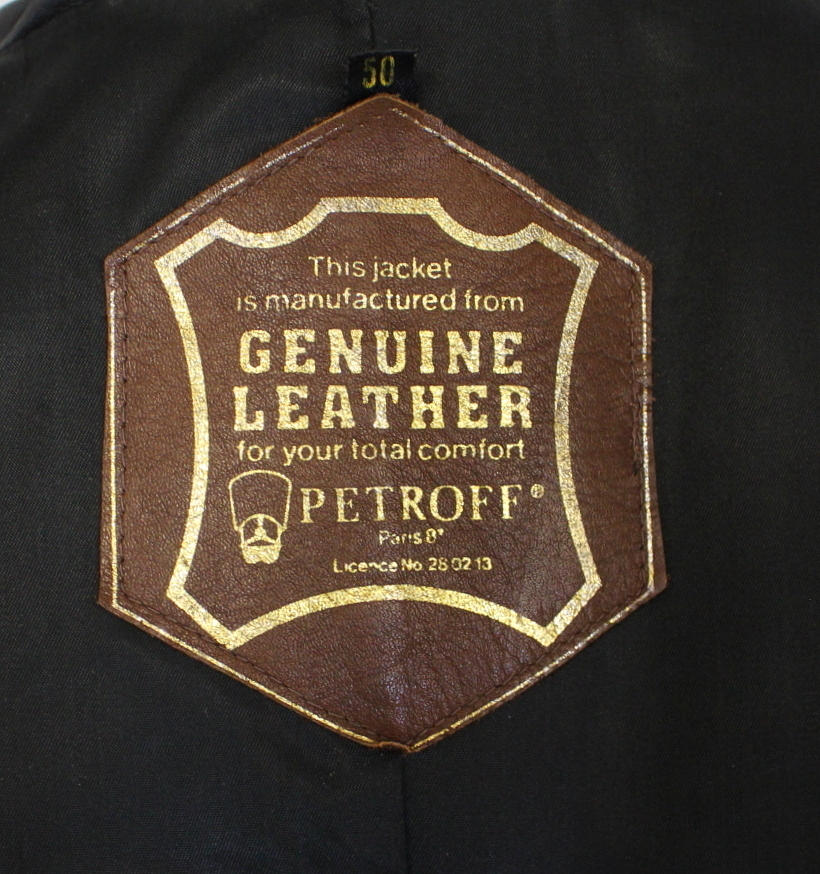 50
This jacket
is manufactured from
GENUINE
LEATHER
for your total comfort
PETROFF®
Paris 8e
Licence No 28 02 13